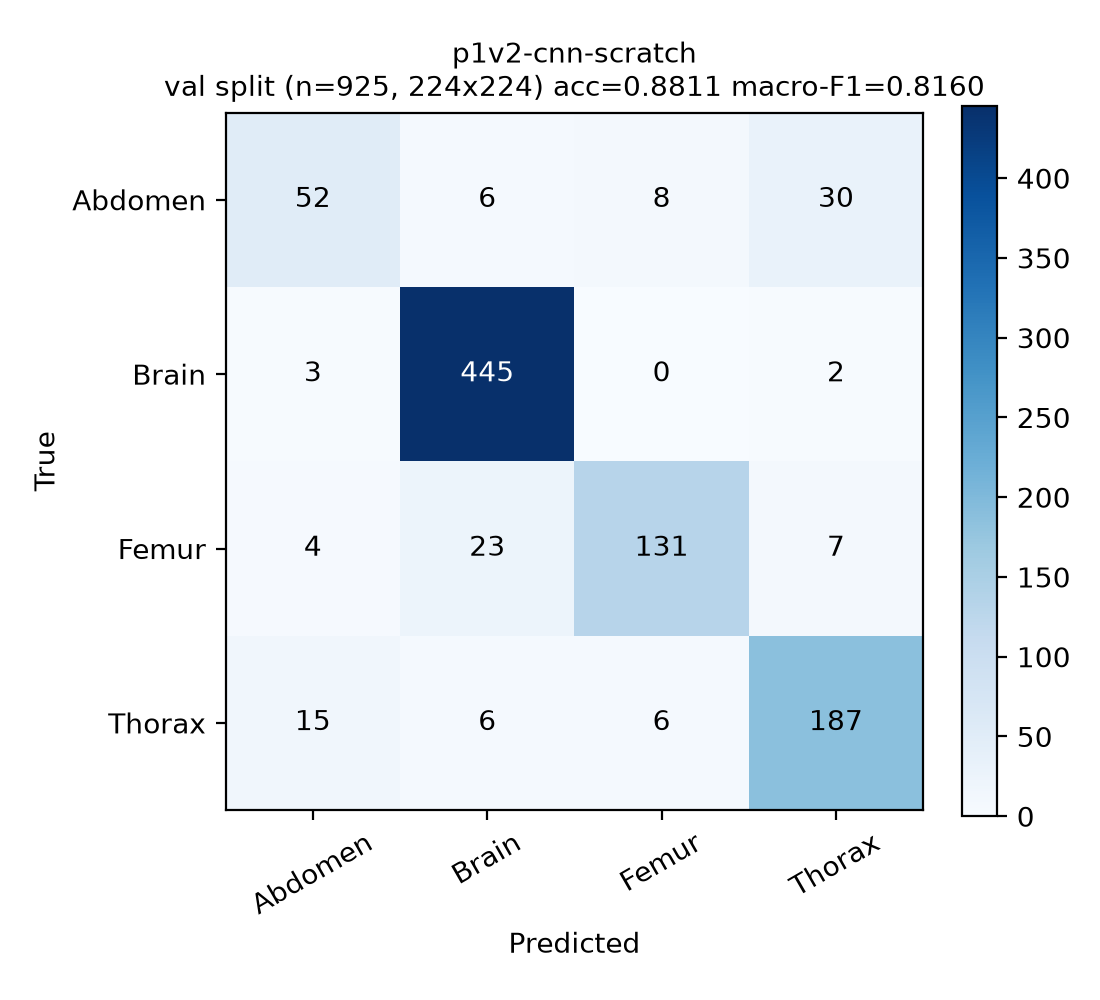 p1v2-cnn-scratch
val split (n=925, 224x224) acc=0.8811 macro-F1=0.8160
Abdomen 52 6 8 30
Brain 3 445 0 2
Femur 4 23 131 7
Thorax 15 6 6 187
True
Abdomen Brain Femur Thorax
Predicted
400
350
300
250
200
150
100
50
0